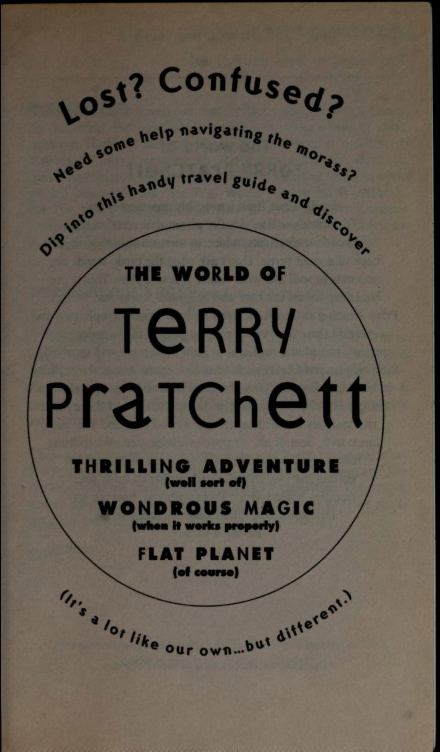 Lost? Confused?
Need some help navigating the morass?
Dip into this handy travel guide and discover
THE WORLD OF
TeRRY
PraTChett
THRILLING ADVENTURE
(well sort of)
WONDROUS MAGIC
(when it works properly)
FLAT PLANET
(of course)
(It's a lot like our own...but different.)